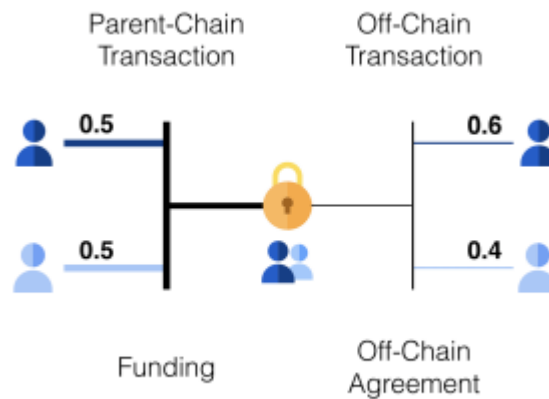 Parent-Chain
Transaction
Off-Chain
Transaction
0.5
0.6
0.5
0.4
Funding
Off-Chain
Agreement